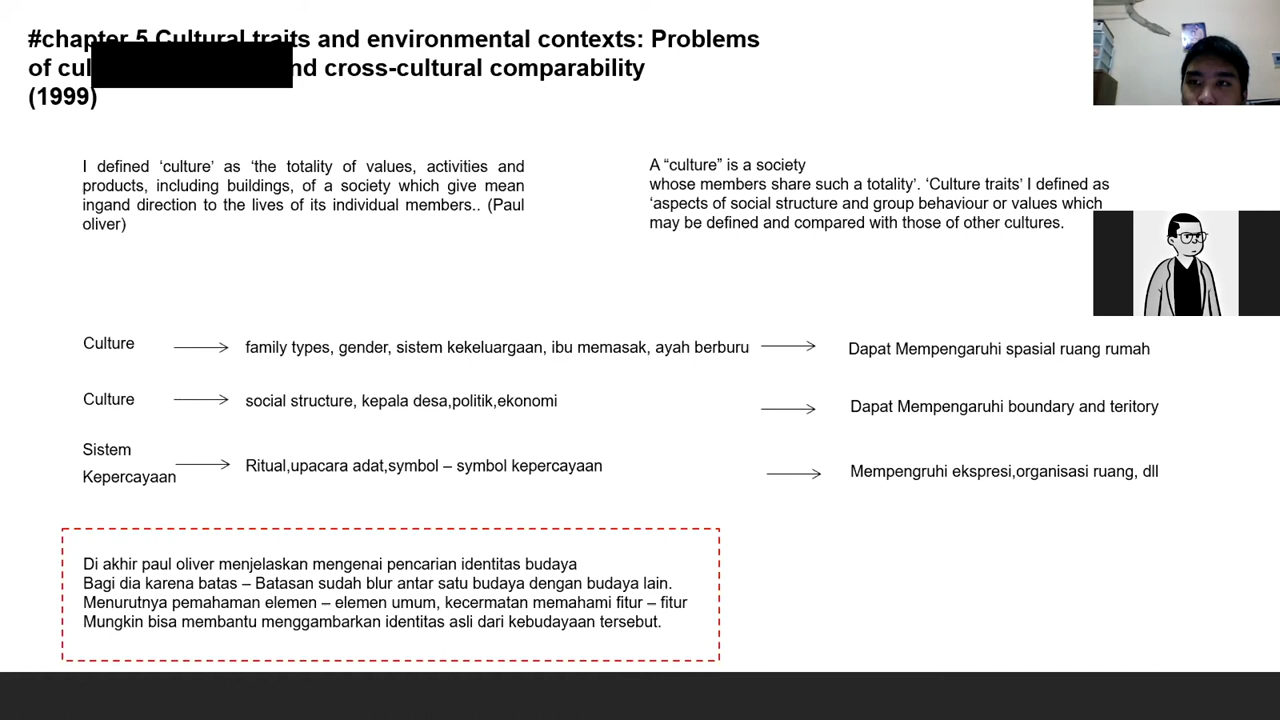 #chapter 5 Cultural traits and environmental contexts: Problems
of nd cross-cultural comparability
(1999)
I defined ‘culture’ as ‘the totality of values, activities and
products, including buildings, of a society which give mean
ingand direction to the lives of its individual members.. (Paul
oliver)
A “culture” is a society
whose members share such a totality’. ‘Culture traits’ I defined as
‘aspects of social structure and group behaviour or values which
may be defined and compared with those of other cultures.
Culture
family types, gender, sistem kekeluargaan, ibu memasak, ayah berburu
Dapat Mempengaruhi spasial ruang rumah
Culture
social structure, kepala desa,politik,ekonomi
Dapat Mempengaruhi boundary and teritory
Sistem
Kepercayaan
Ritual,upacara adat,symbol – symbol kepercayaan
Mempengruhi ekspresi,organisasi ruang, dll
Di akhir paul oliver menjelaskan mengenai pencarian identitas budaya
Bagi dia karena batas – Batasan sudah blur antar satu budaya dengan budaya lain.
Menurutnya pemahaman elemen – elemen umum, kecermatan memahami fitur – fitur
Mungkin bisa membantu menggambarkan identitas asli dari kebudayaan tersebut.